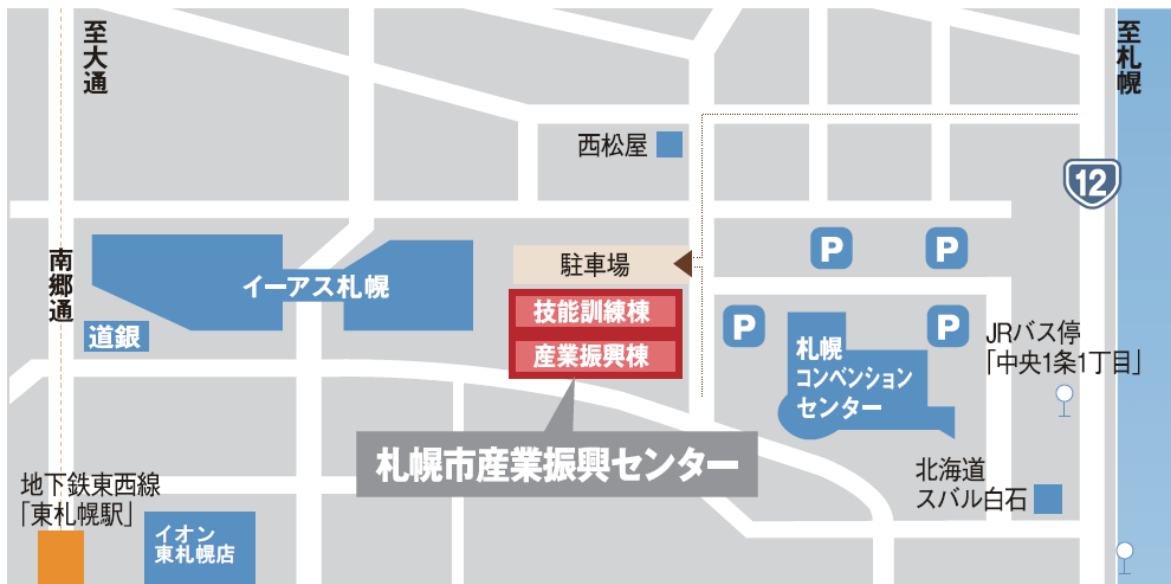 至大通
至札幌
西松屋
12
P
P
南郷通
駐車場
イーアス札幌
技能訓練棟
道銀
産業振興棟
P
P
札幌
コンベンション
センター
JRバス停
「中央1条1丁目」
札幌市産業振興センター
北海道
スバル白石
地下鉄東西線
「東札幌駅」
イオン
東札幌店